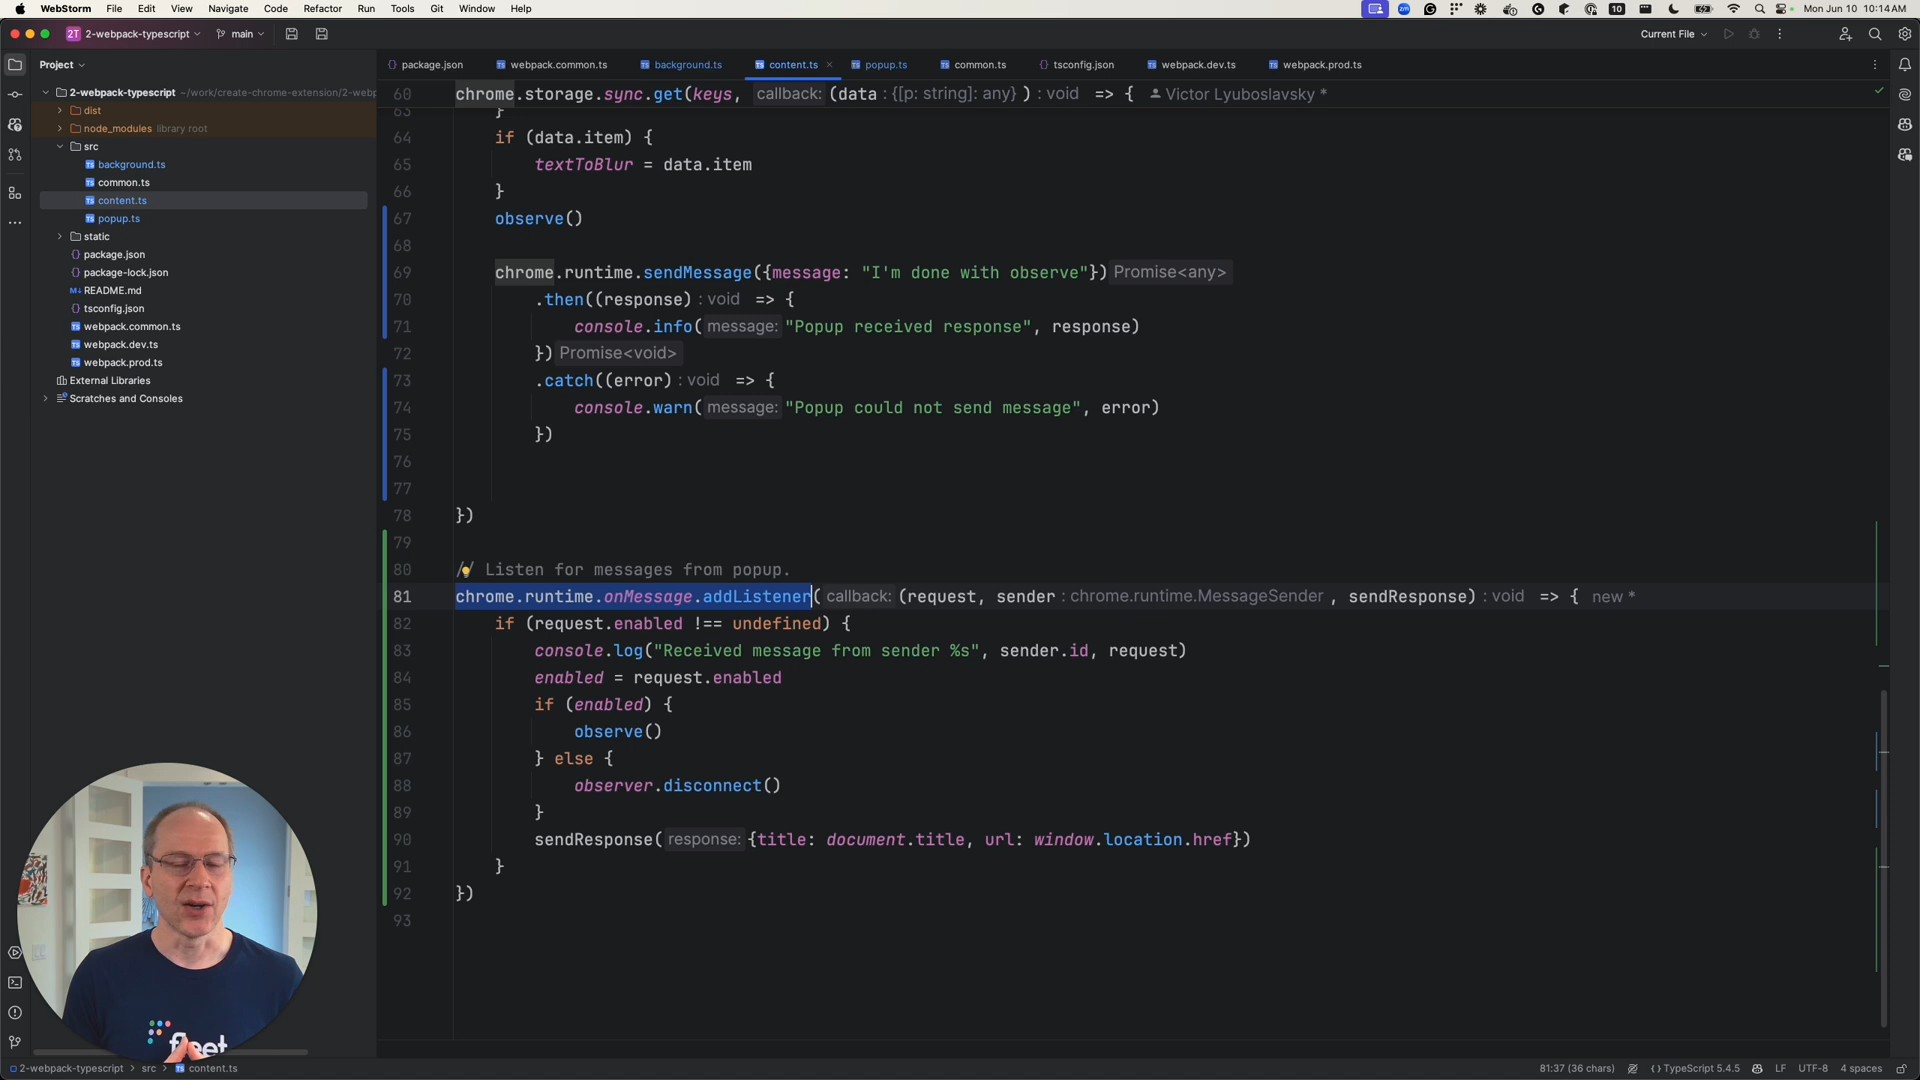 WebStorm File Edit View Navigate Code Refactor Run Tools Git Window Help
10 Mon Jun 10 10:14 AM
2T 2-webpack-typescript main Current File
Project
package.json webpack.common.ts background.ts content.ts popup.ts common.ts tsconfig.json webpack.dev.ts webpack.prod.ts
2-webpack-typescript ~/work/create-chrome-extension/2-webp
dist
node_modules library root
src
background.ts
common.ts
content.ts
popup.ts
static
package.json
package-lock.json
README.md
tsconfig.json
webpack.common.ts
webpack.dev.ts
webpack.prod.ts
External Libraries
Scratches and Consoles
60 chrome.storage.sync.get(keys, callback: (data : {[p: string]: any} ) : void => { Victor Lyuboslavsky *
63 }
64 if (data.item) {
65 textToBlur = data.item
66 }
67 observe()
68
69 chrome.runtime.sendMessage({message: "I'm done with observe"}) Promise<any>
70 .then((response) : void => {
71 console.info( message: "Popup received response", response)
72 }) Promise<void>
73 .catch((error) : void => {
74 console.warn( message: "Popup could not send message", error)
75 })
76
77
78 })
79
80 // Listen for messages from popup.
81 chrome.runtime.onMessage.addListener( callback: (request, sender : chrome.runtime.MessageSender , sendResponse) : void => { new *
82 if (request.enabled !== undefined) {
83 console.log("Received message from sender %s", sender.id, request)
84 enabled = request.enabled
85 if (enabled) {
86 observe()
87 } else {
88 observer.disconnect()
89 }
90 sendResponse( response: {title: document.title, url: window.location.href})
91 }
92 })
93
fleet
2-webpack-typescript > src > content.ts
81:37 (36 chars) TypeScript 5.4.5 LF UTF-8 4 spaces